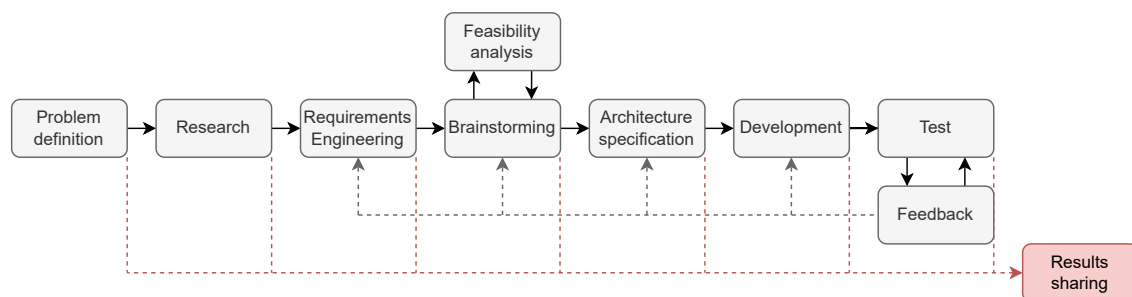 Feasibility
analysis
Problem
definition
Research
Requirements
Engineering
Brainstorming
Architecture
specification
Development
Test
Feedback
Results
sharing